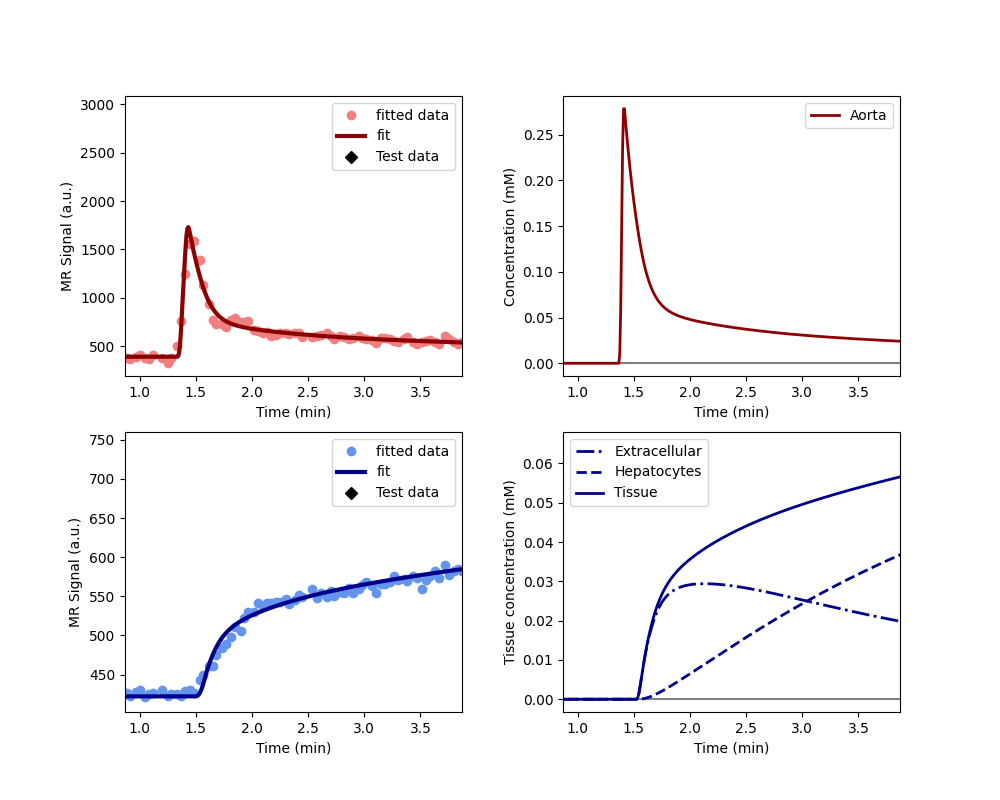 3000
2500
2000
1500
1000
500
MR Signal (a.u.)
fitted data
fit
Test data
1.0 1.5 2.0 2.5 3.0 3.5
Time (min)
0.25
0.20
0.15
0.10
0.05
0.00
Concentration (mM)
Aorta
1.0 1.5 2.0 2.5 3.0 3.5
Time (min)
750
700
650
600
550
500
450
MR Signal (a.u.)
fitted data
fit
Test data
1.0 1.5 2.0 2.5 3.0 3.5
Time (min)
0.06
0.05
0.04
0.03
0.02
0.01
0.00
Tissue concentration (mM)
Extracellular
Hepatocytes
Tissue
1.0 1.5 2.0 2.5 3.0 3.5
Time (min)